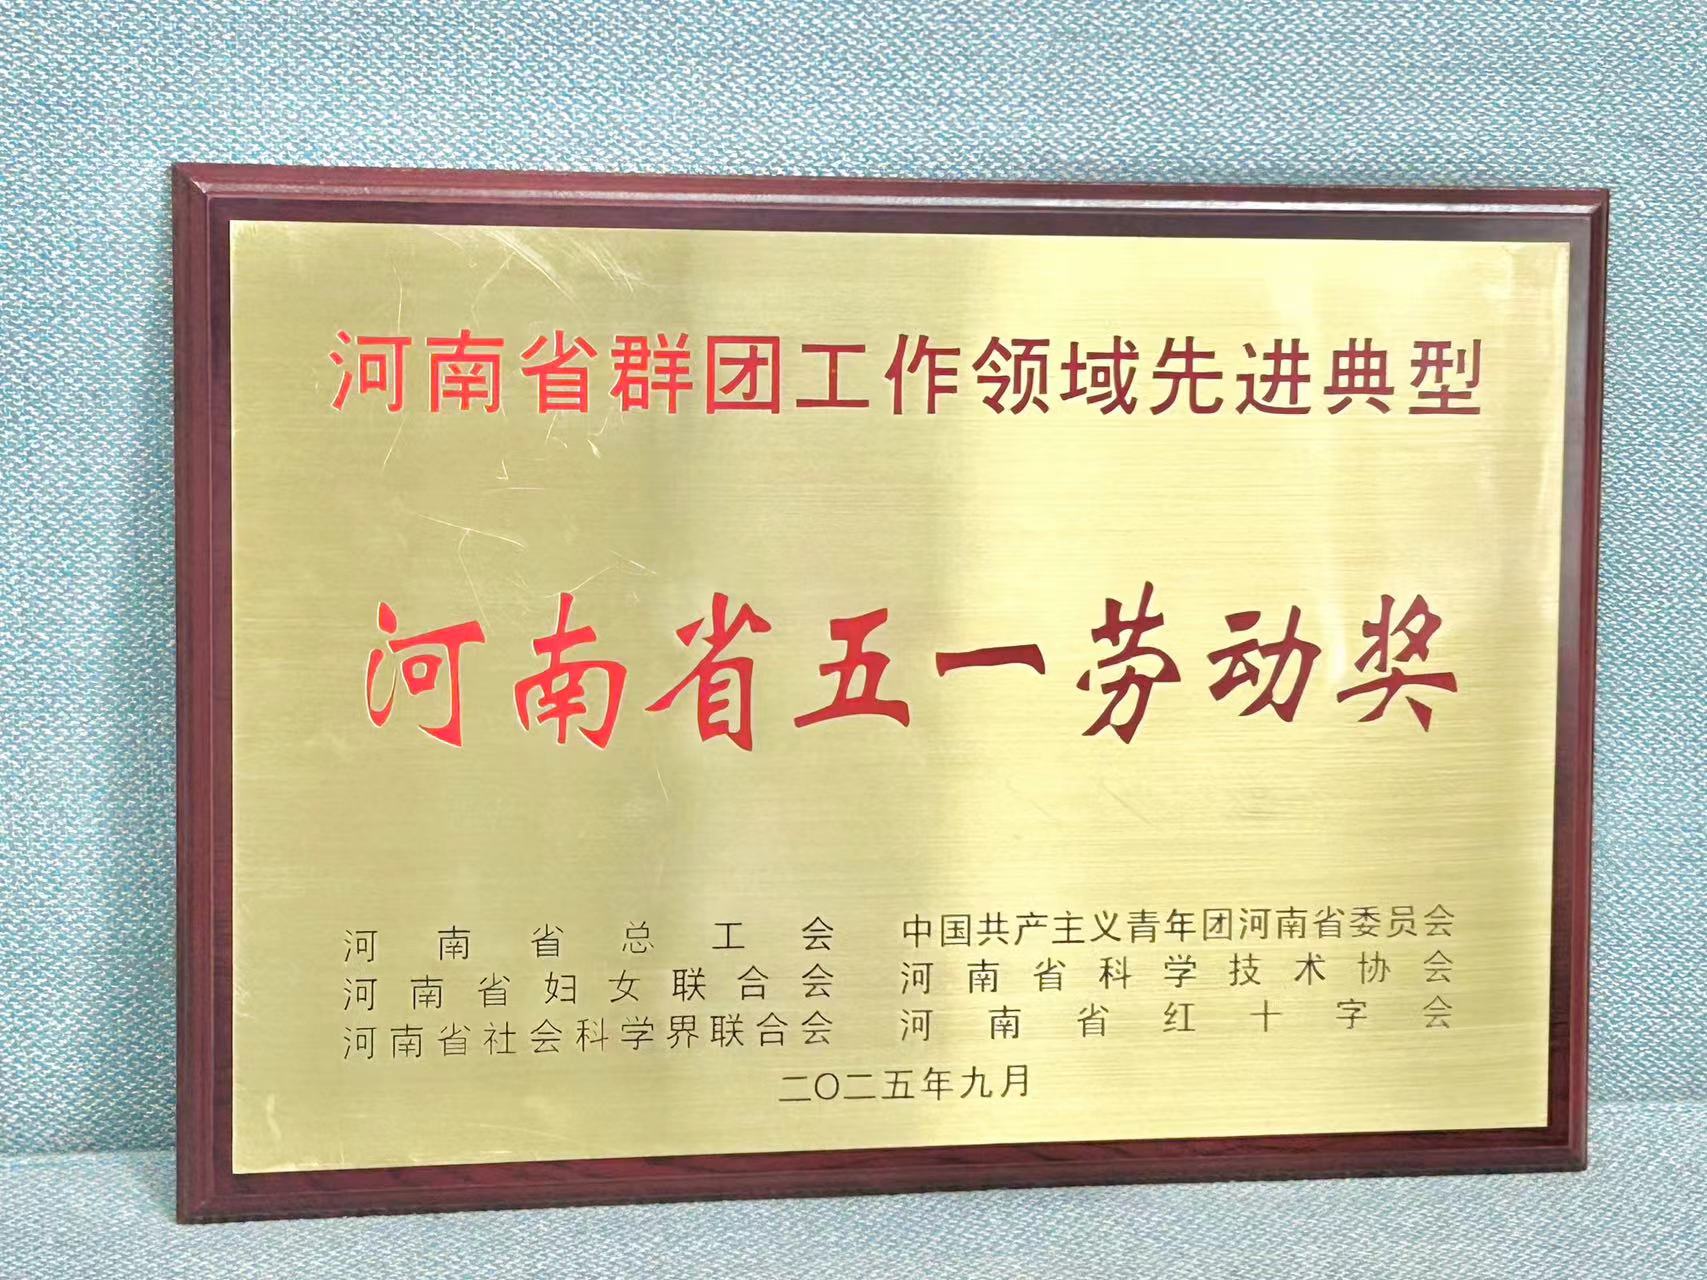 河南省群团工作领域先进典型
河南省五一劳动奖
河南省总工会
中国共产主义青年团河南省委员会
河南省妇女联合会
河南省科学技术协会
河南省社会科学界联合会
河南省红十字会
二〇二五年九月